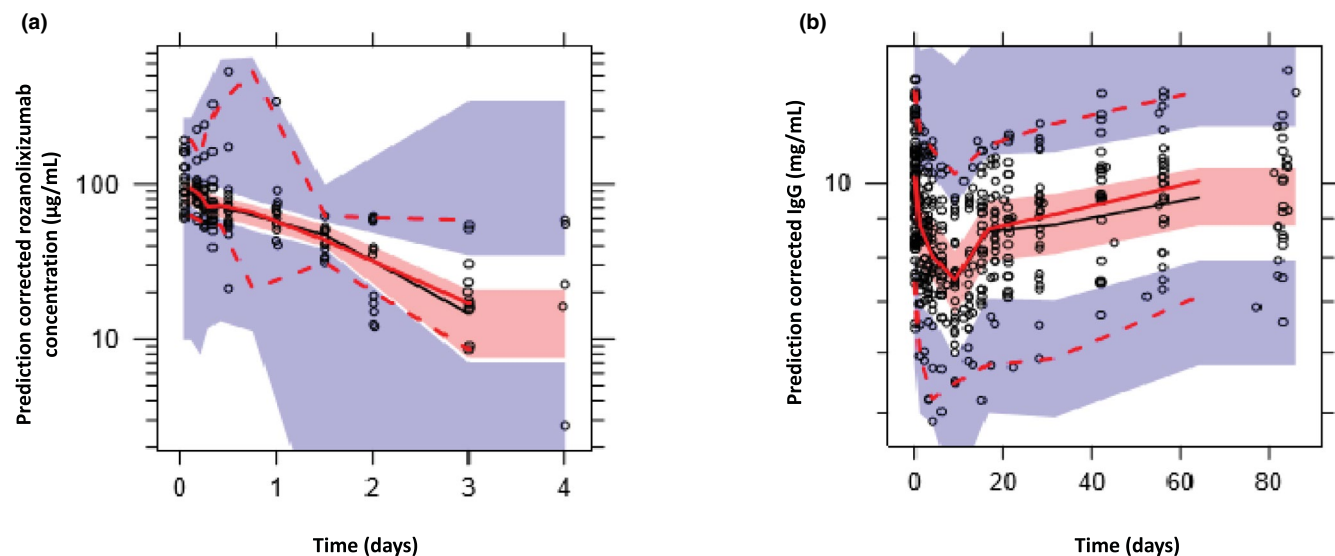 (a)
Prediction corrected rozanolixizumab
concentration (µg/mL)
100
10
0 1 2 3 4
Time (days)
(b)
Prediction corrected IgG (mg/mL)
10
0 20 40 60 80
Time (days)